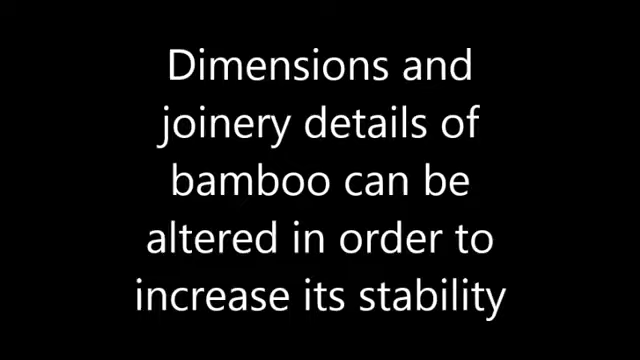 Dimensions and
joinery details of
bamboo can be
altered in order to
increase its stability